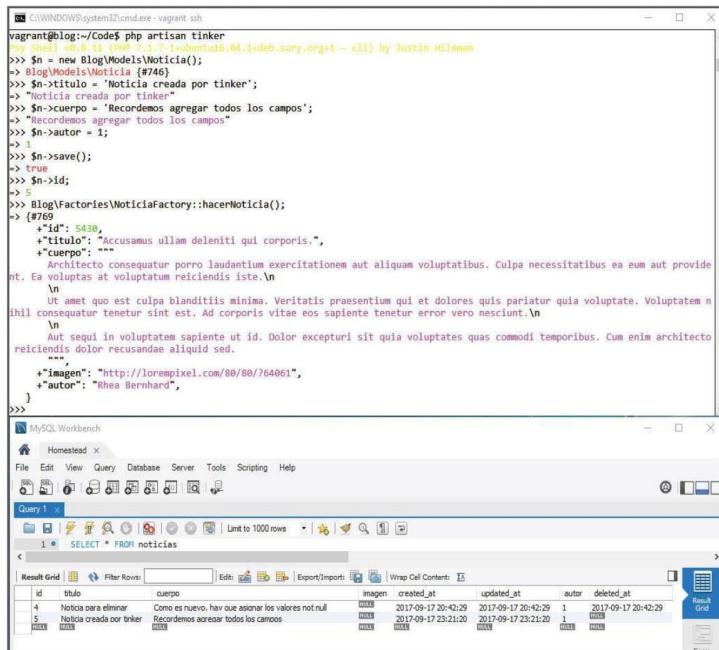 C:\WINDOWS\system32\cmd.exe - vagrant ssh
vagrant@blog:~/Code$ php artisan tinker
Psy Shell v0.8.11 (PHP 7.1.7-1+ubuntu16.04.1+deb.sury.org+1 — cli) by Justin Hileman
>>> $n = new Blog\Models\Noticia();
=> Blog\Models\Noticia {#746}
>>> $n->titulo = 'Noticia creada por tinker';
=> "Noticia creada por tinker"
>>> $n->cuerpo = 'Recordemos agregar todos los campos';
=> "Recordemos agregar todos los campos"
>>> $n->autor = 1;
=> 1
>>> $n->save();
=> true
>>> $n->id;
=> 5
>>> Blog\Factories\NoticiaFactory::hacerNoticia();
=> {#769
+"id": 5430,
+"titulo": "Accusamus ullam deleniti qui corporis.",
+"cuerpo": """
Architecto consequatur porro laudantium exercitationem aut aliquam voluptatibus. Culpa necessitatibus ea eum aut provide
nt. Ea voluptas at voluptatum reiciendis iste.\n
\n
Ut amet quo est culpa blanditiis minima. Veritatis praesentium qui et dolores quis pariatur quia voluptate. Voluptatem n
ihil consequatur tenetur sint est. Ad corporis vitae eos sapiente tenetur error vero nesciunt.\n
\n
Aut sequi in voluptatem sapiente ut id. Dolor excepturi sit quia voluptates quas commodi temporibus. Cum enim architecto
reiciendis dolor recusandae aliquid sed.
""",
+"imagen": "http://lorempixel.com/80/80/?64061",
+"autor": "Rhea Bernhard",
}
>>>
MySQL Workbench
Homestead ×
File Edit View Query Database Server Tools Scripting Help
Query 1 ×
Limit to 1000 rows
1 SELECT * FROM noticias
Result Grid Filter Rows: Edit: Export/Import: Wrap Cell Content:
Result Grid
id titulo cuerpo imagen created_at updated_at autor deleted_at
4 Noticia para eliminar Como es nuevo, hay que asignar los valores not null NULL 2017-09-17 20:42:29 2017-09-17 20:42:29 1 2017-09-17 20:42:29
5 Noticia creada por tinker Recordemos agregar todos los campos NULL 2017-09-17 23:21:20 2017-09-17 23:21:20 1 NULL
NULL NULL NULL NULL NULL NULL NULL NULL